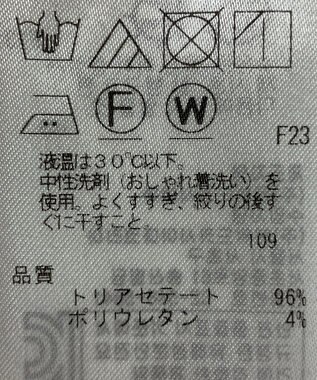 F W
F23
液温は30℃以下。
中性洗剤（おしゃれ着洗い）を
使用。よくすすぎ、絞りの後す
ぐに干すこと
109
品質
トリアセテート 96%
ポリウレタン 4%